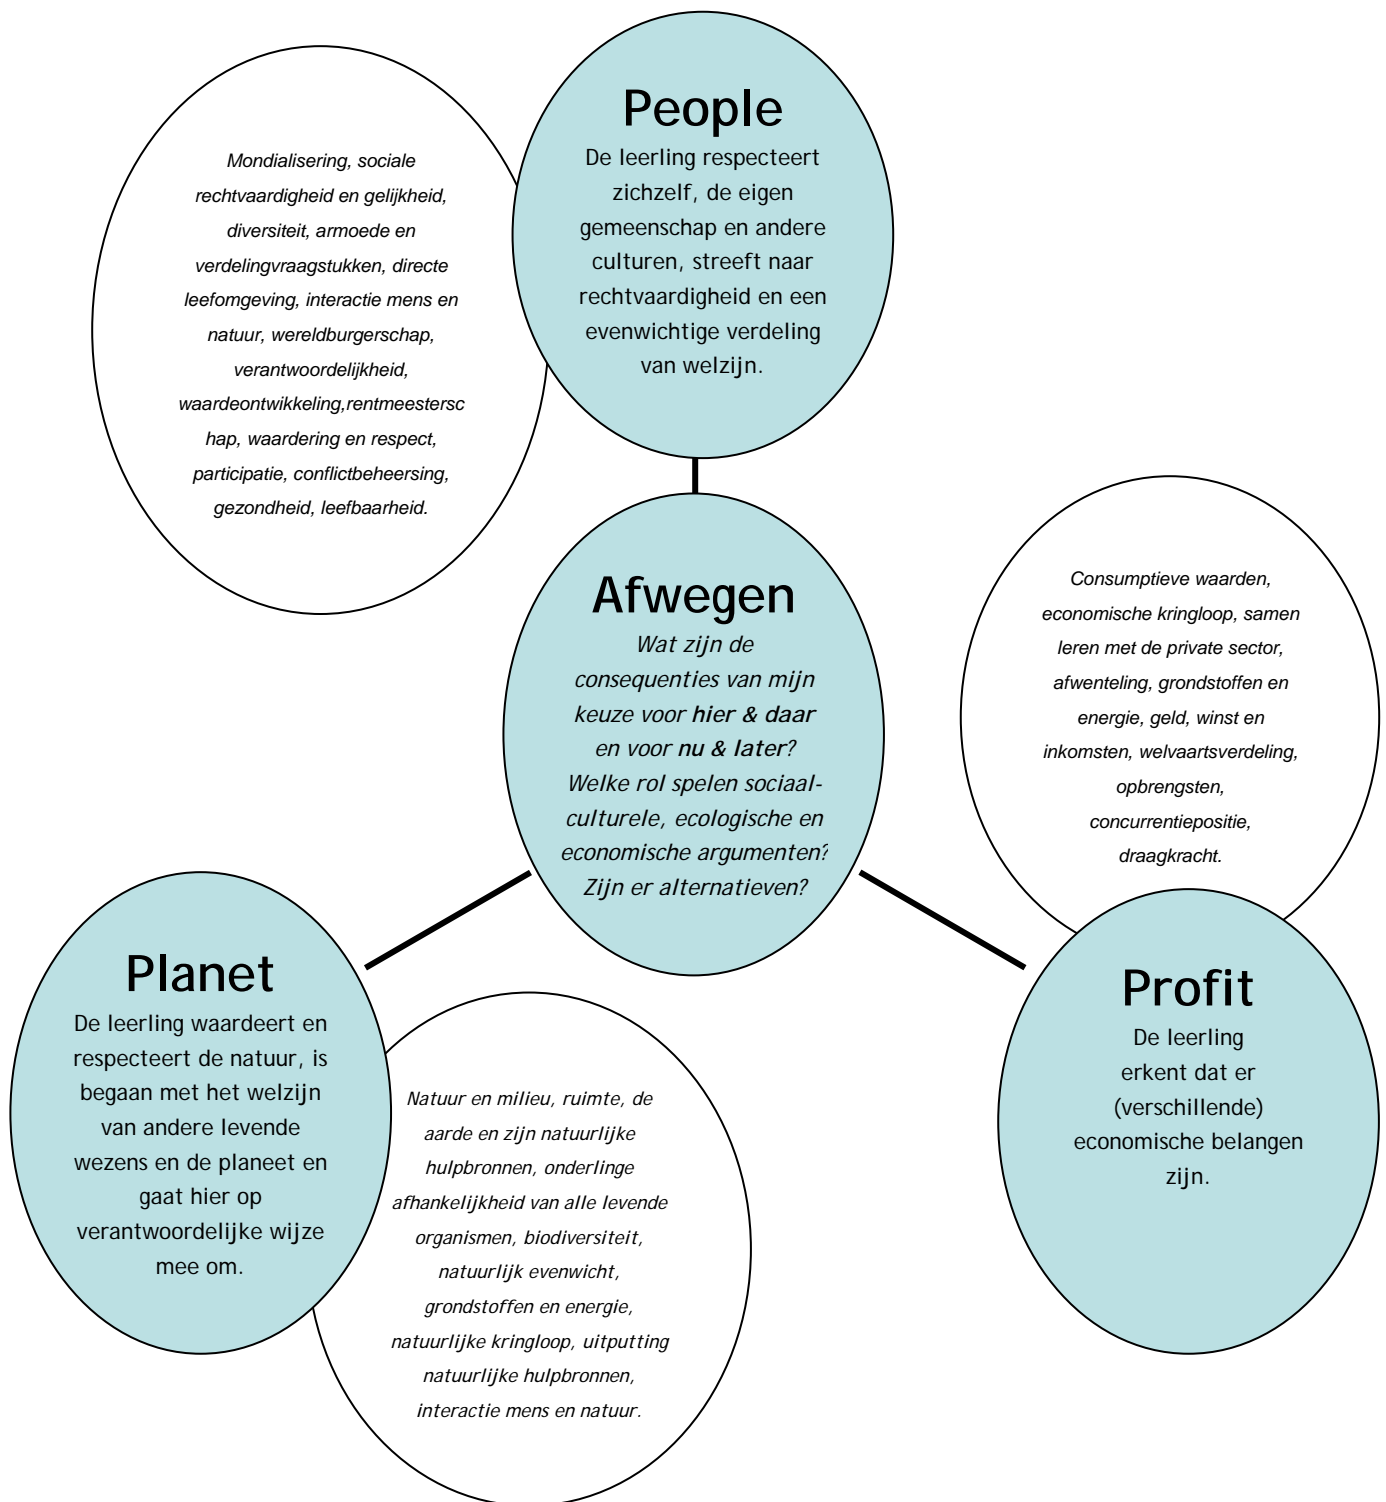 People
De leerling respecteert
zichzelf, de eigen
gemeenschap en andere
culturen, streeft naar
rechtvaardigheid en een
evenwichtige verdeling
van welzijn.
Mondialisering, sociale
rechtvaardigheid en gelijkheid,
diversiteit, armoede en
verdelingvraagstukken, directe
leefomgeving, interactie mens en
natuur, wereldburgerschap,
verantwoordelijkheid,
waardeontwikkeling,rentmeestersc
hap, waardering en respect,
participatie, conflictbeheersing,
gezondheid, leefbaarheid.
Afwegen
Wat zijn de
consequenties van mijn
keuze voor hier & daar
en voor nu & later?
Welke rol spelen sociaal-
culturele, ecologische en
economische argumenten?
Zijn er alternatieven?
Consumptieve waarden,
economische kringloop, samen
leren met de private sector,
afwenteling, grondstoffen en
energie, geld, winst en
inkomsten, welvaartsverdeling,
opbrengsten,
concurrentiepositie,
draagkracht.
Planet
De leerling waardeert en
respecteert de natuur, is
begaan met het welzijn
van andere levende
wezens en de planeet en
gaat hier op
verantwoordelijke wijze
mee om.
Natuur en milieu, ruimte, de
aarde en zijn natuurlijke
hulpbronnen, onderlinge
afhankelijkheid van alle levende
organismen, biodiversiteit,
natuurlijk evenwicht,
grondstoffen en energie,
natuurlijke kringloop, uitputting
natuurlijke hulpbronnen,
interactie mens en natuur.
Profit
De leerling
erkent dat er
(verschillende)
economische belangen
zijn.